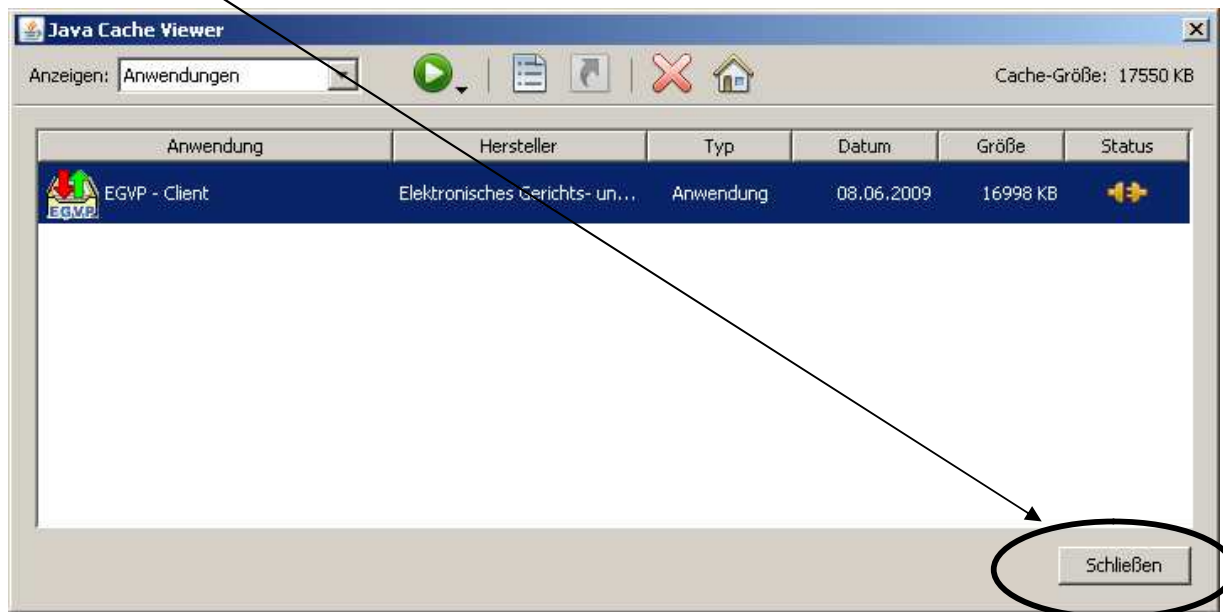 Java Cache Viewer
Anzeigen: Anwendungen
Cache-Größe: 17550 KB
Anwendung Hersteller Typ Datum Größe Status
EGVP
EGVP - Client Elektronisches Gerichts- un... Anwendung 08.06.2009 16998 KB
Schließen